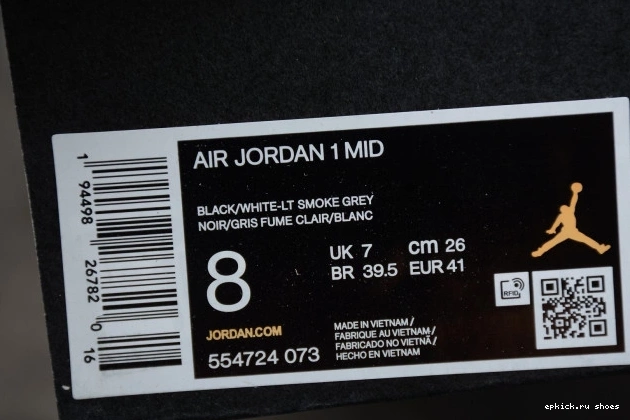 AIR JORDAN 1 MID
BLACK/WHITE-LT SMOKE GREY
NOIR/GRIS FUME CLAIR/BLANC
8
UK 7 cm 26
BR 39.5 EUR 41
RFID
JORDAN.COM
554724 073
MADE IN VIETNAM/
FABRIQUE AU VIETNAM/
FABRICADO NO VIETNÃ/
HECHO EN VIETNAM
1 94498 26782 0 16
epkick.ru shoes